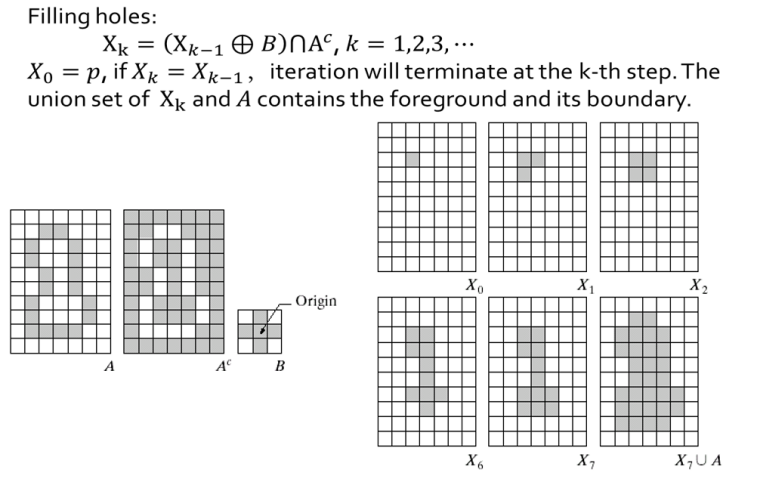 Filling holes:
Xₖ = (Xₖ₋₁ ⊕ B)∩Aᶜ, k = 1,2,3, ⋯
X₀ = p, if Xₖ = Xₖ₋₁ , iteration will terminate at the k-th step. The
union set of Xₖ and A contains the foreground and its boundary.
X₀ X₁ X₂
Origin
A Aᶜ B
X₆ X₇ X₇∪ A